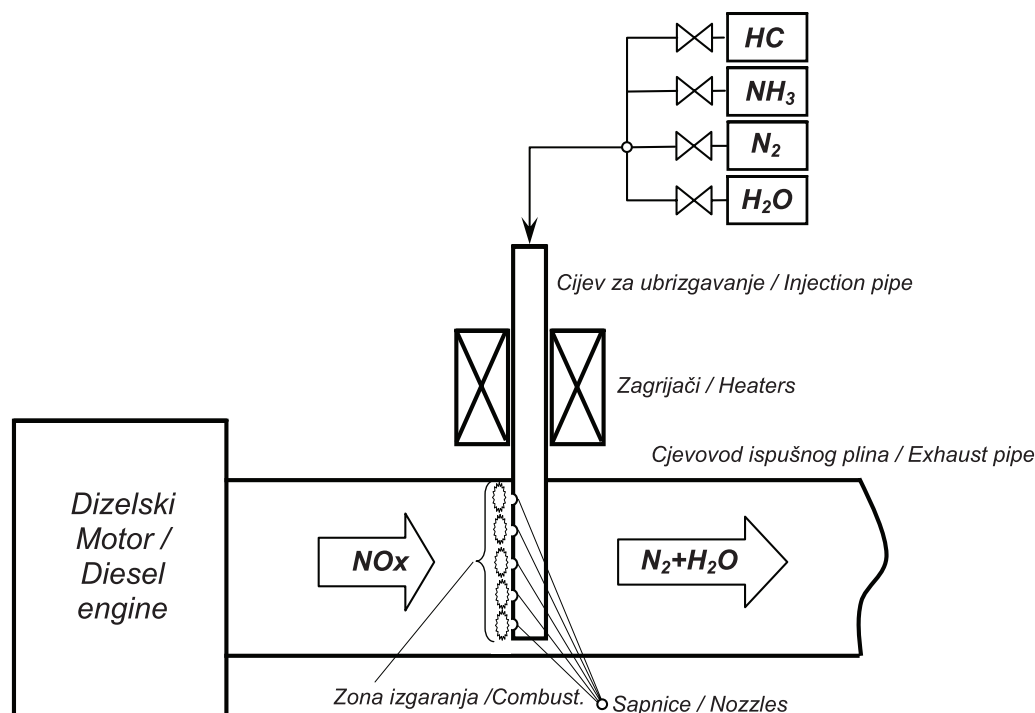 HC
NH₃
N₂
H₂O
Cijev za ubrizgavanje / Injection pipe
Zagrijači / Heaters
Cjevovod ispušnog plina / Exhaust pipe
Dizelski
Motor /
Diesel
engine
NOx
N₂+H₂O
Zona izgaranja /Combust.
Sapnice / Nozzles